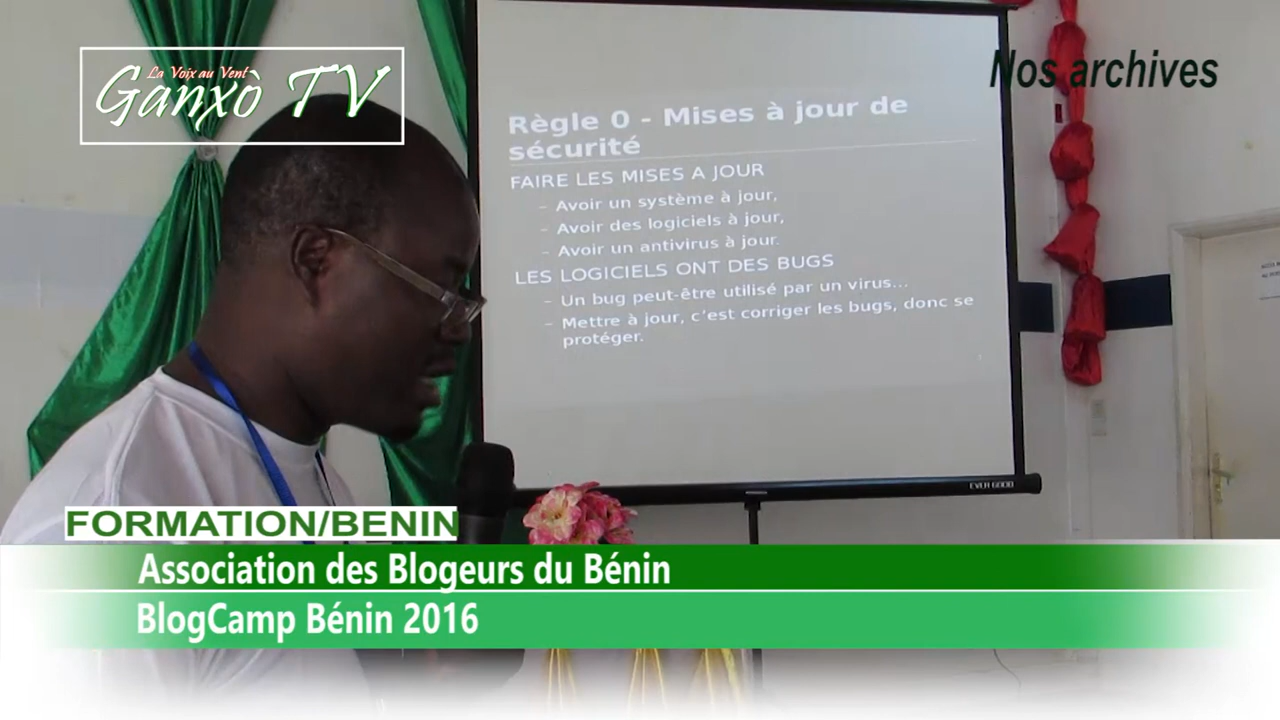 La Voix au Vent
Ganxò TV
Nos archives
Règle 0 - Mises à jour de
sécurité
FAIRE LES MISES A JOUR
– Avoir un système à jour,
– Avoir des logiciels à jour,
– Avoir un antivirus à jour.
LES LOGICIELS ONT DES BUGS
– Un bug peut-être utilisé par un virus...
– Mettre à jour, c'est corriger les bugs, donc se
protéger.
EVER GOOD
FORMATION/BENIN
Association des Blogeurs du Bénin
BlogCamp Bénin 2016